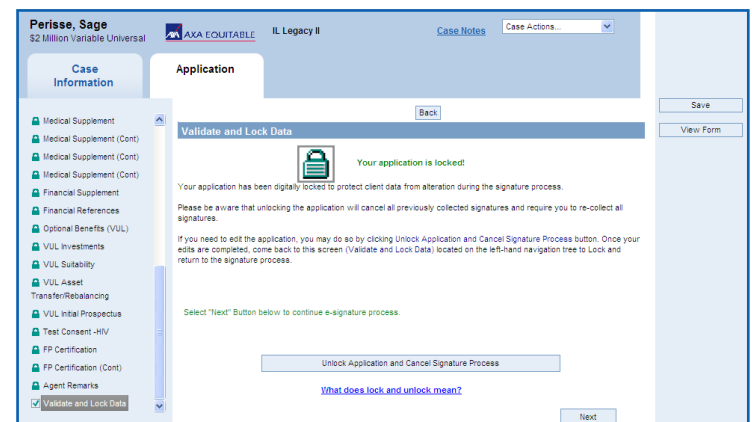 Perisse, Sage
$2 Million Variable Universal
AXA EQUITABLE
IL Legacy II
Case Notes
Case Actions...
Case
Information
Application
Medical Supplement
Medical Supplement (Cont)
Medical Supplement (Cont)
Medical Supplement (Cont)
Financial Supplement
Financial References
Optional Benefits (VUL)
VUL Investments
VUL Suitability
VUL Asset
Transfer/Rebalancing
VUL Initial Prospectus
Test Consent -HIV
FP Certification
FP Certification (Cont)
Agent Remarks
Validate and Lock Data
Back
Validate and Lock Data
Your application is locked!
Your application has been digitally locked to protect client data from alteration during the signature process.
Please be aware that unlocking the application will cancel all previously collected signatures and require you to re-collect all
signatures.
If you need to edit the application, you may do so by clicking Unlock Application and Cancel Signature Process button. Once your
edits are completed, come back to this screen (Validate and Lock Data) located on the left-hand navigation tree to Lock and
return to the signature process.
Select "Next" Button below to continue e-signature process.
Unlock Application and Cancel Signature Process
What does lock and unlock mean?
Next
Save
View Form